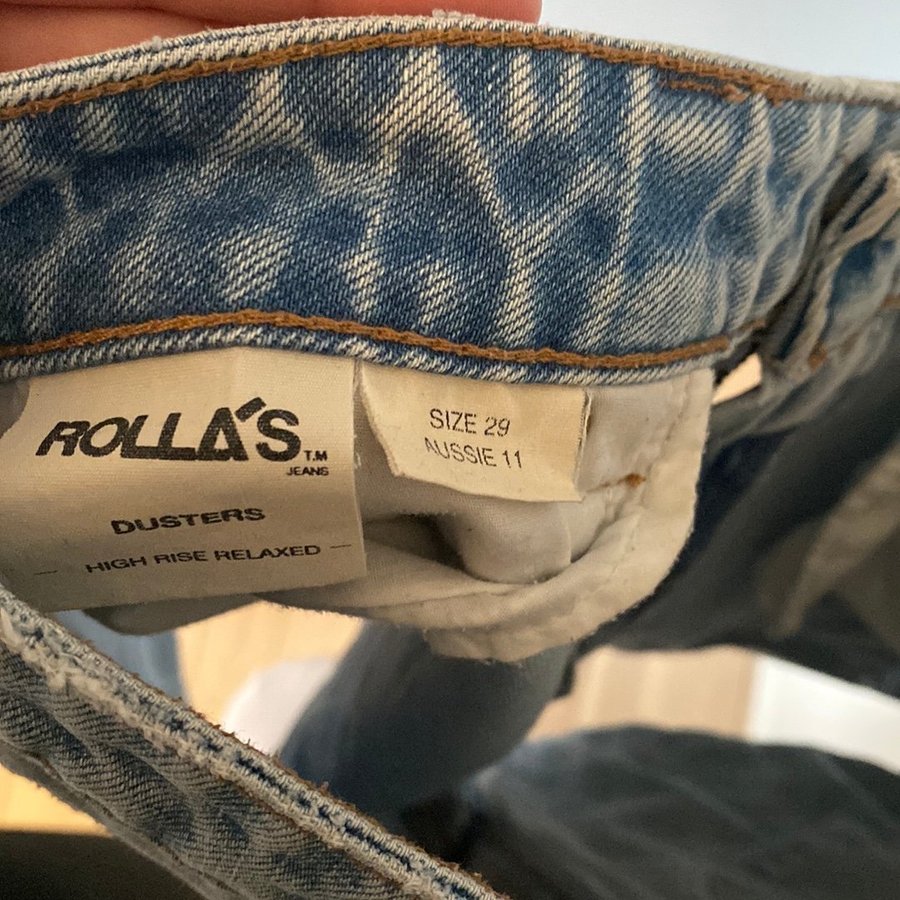 ROLLA'S T.M
JEANS
DUSTERS
— HIGH RISE RELAXED —
SIZE 29
AUSSIE 11